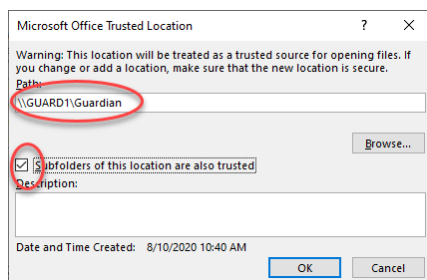 Microsoft Office Trusted Location ? ×
Warning: This location will be treated as a trusted source for opening files. If
you change or add a location, make sure that the new location is secure.
Path:
\\GUARD1\Guardian
Browse...
Subfolders of this location are also trusted
Description:
Date and Time Created: 8/10/2020 10:40 AM
OK Cancel